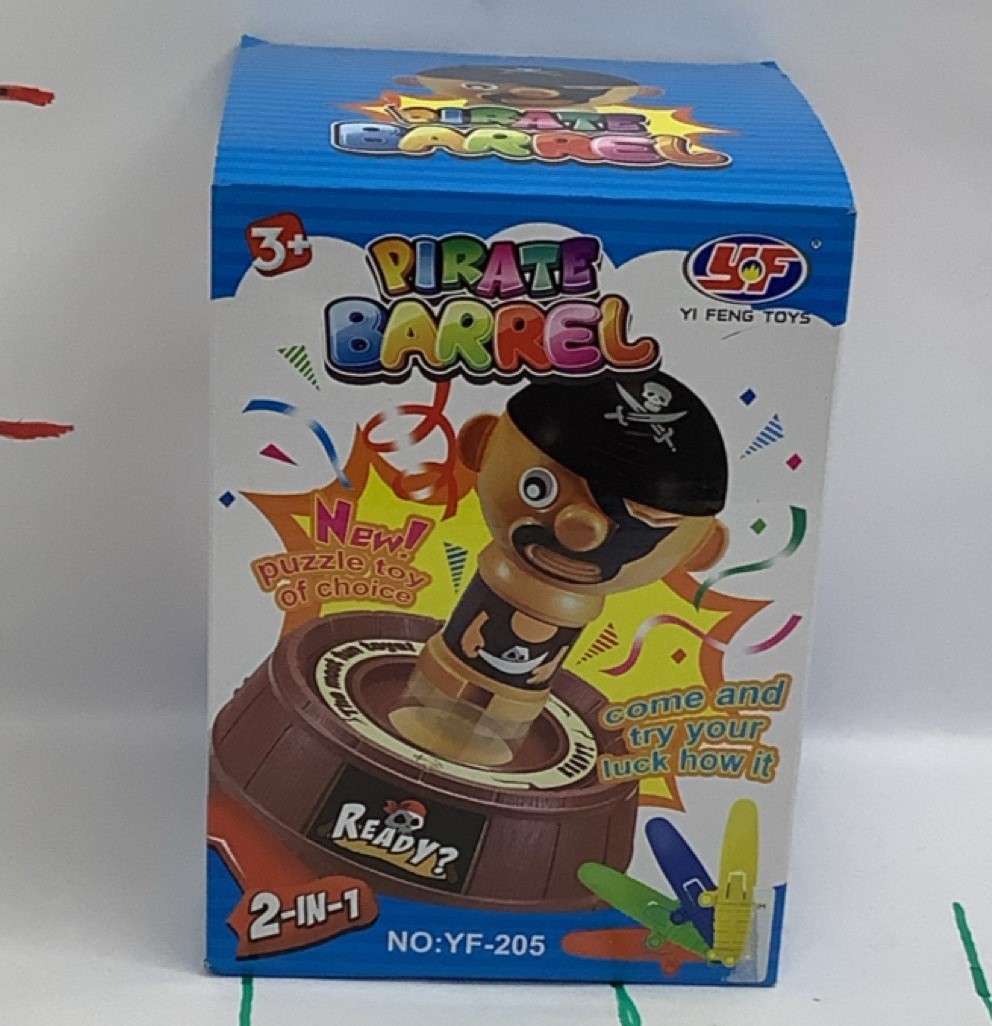 PIRATE
BARREL
3+
PIRATE
BARREL
YF
YI FENG TOYS
New!
puzzle toy
of choice
come and
try your
luck how it
READY?
2-IN-1
NO:YF-205